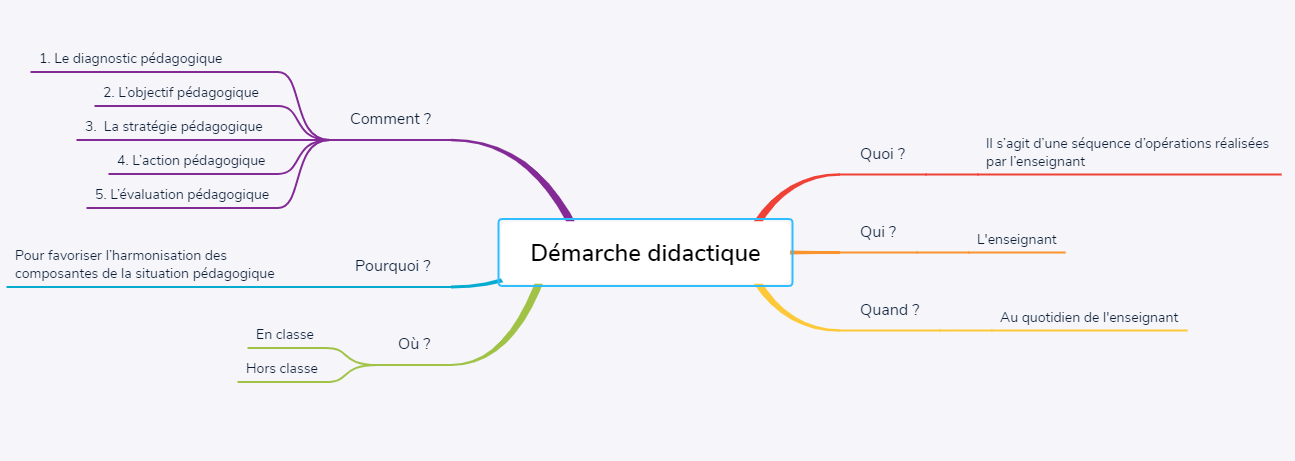 Démarche didactique
Quoi ?
Il s’agit d’une séquence d’opérations réalisées
par l’enseignant
Qui ?
L'enseignant
Quand ?
Au quotidien de l'enseignant
Comment ?
1. Le diagnostic pédagogique
2. L’objectif pédagogique
3.  La stratégie pédagogique
4. L’action pédagogique
5. L’évaluation pédagogique
Pourquoi ?
Pour favoriser l’harmonisation des
composantes de la situation pédagogique
Où ?
En classe
Hors classe